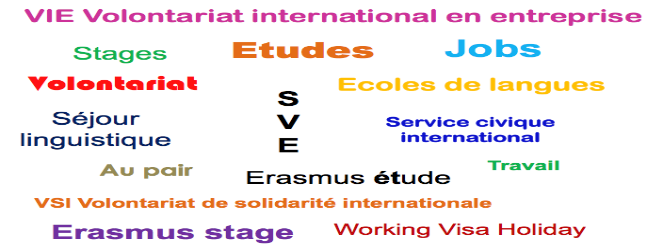 VIE Volontariat international en entreprise
Stages
Etudes
Jobs
Volontariat
Ecoles de langues
S
V
E
Séjour
linguistique
Service civique
international
Au pair
Erasmus étude
Travail
VSI Volontariat de solidarité internationale
Erasmus stage
Working Visa Holiday